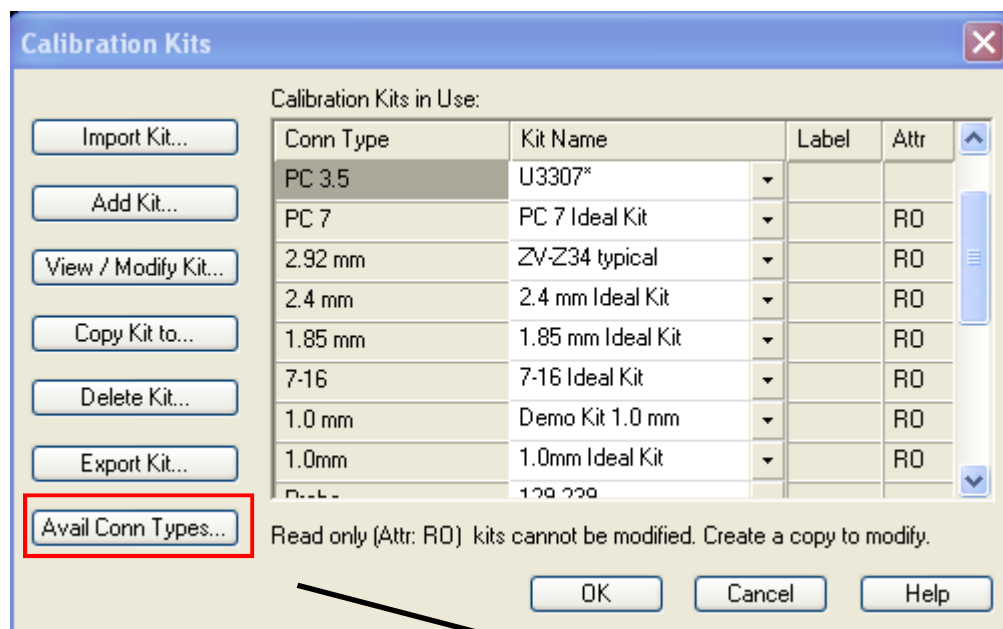 Calibration Kits
Calibration Kits in Use:
Import Kit...
Add Kit...
View / Modify Kit...
Copy Kit to...
Delete Kit...
Export Kit...
Avail Conn Types...
Conn Type Kit Name Label Attr
PC 3.5 U3307*
PC 7 PC 7 Ideal Kit RO
2.92 mm ZV-Z34 typical RO
2.4 mm 2.4 mm Ideal Kit RO
1.85 mm 1.85 mm Ideal Kit RO
7-16 7-16 Ideal Kit RO
1.0 mm Demo Kit 1.0 mm RO
1.0mm 1.0mm Ideal Kit RO
Read only (Attr: RO) kits cannot be modified. Create a copy to modify.
OK Cancel Help